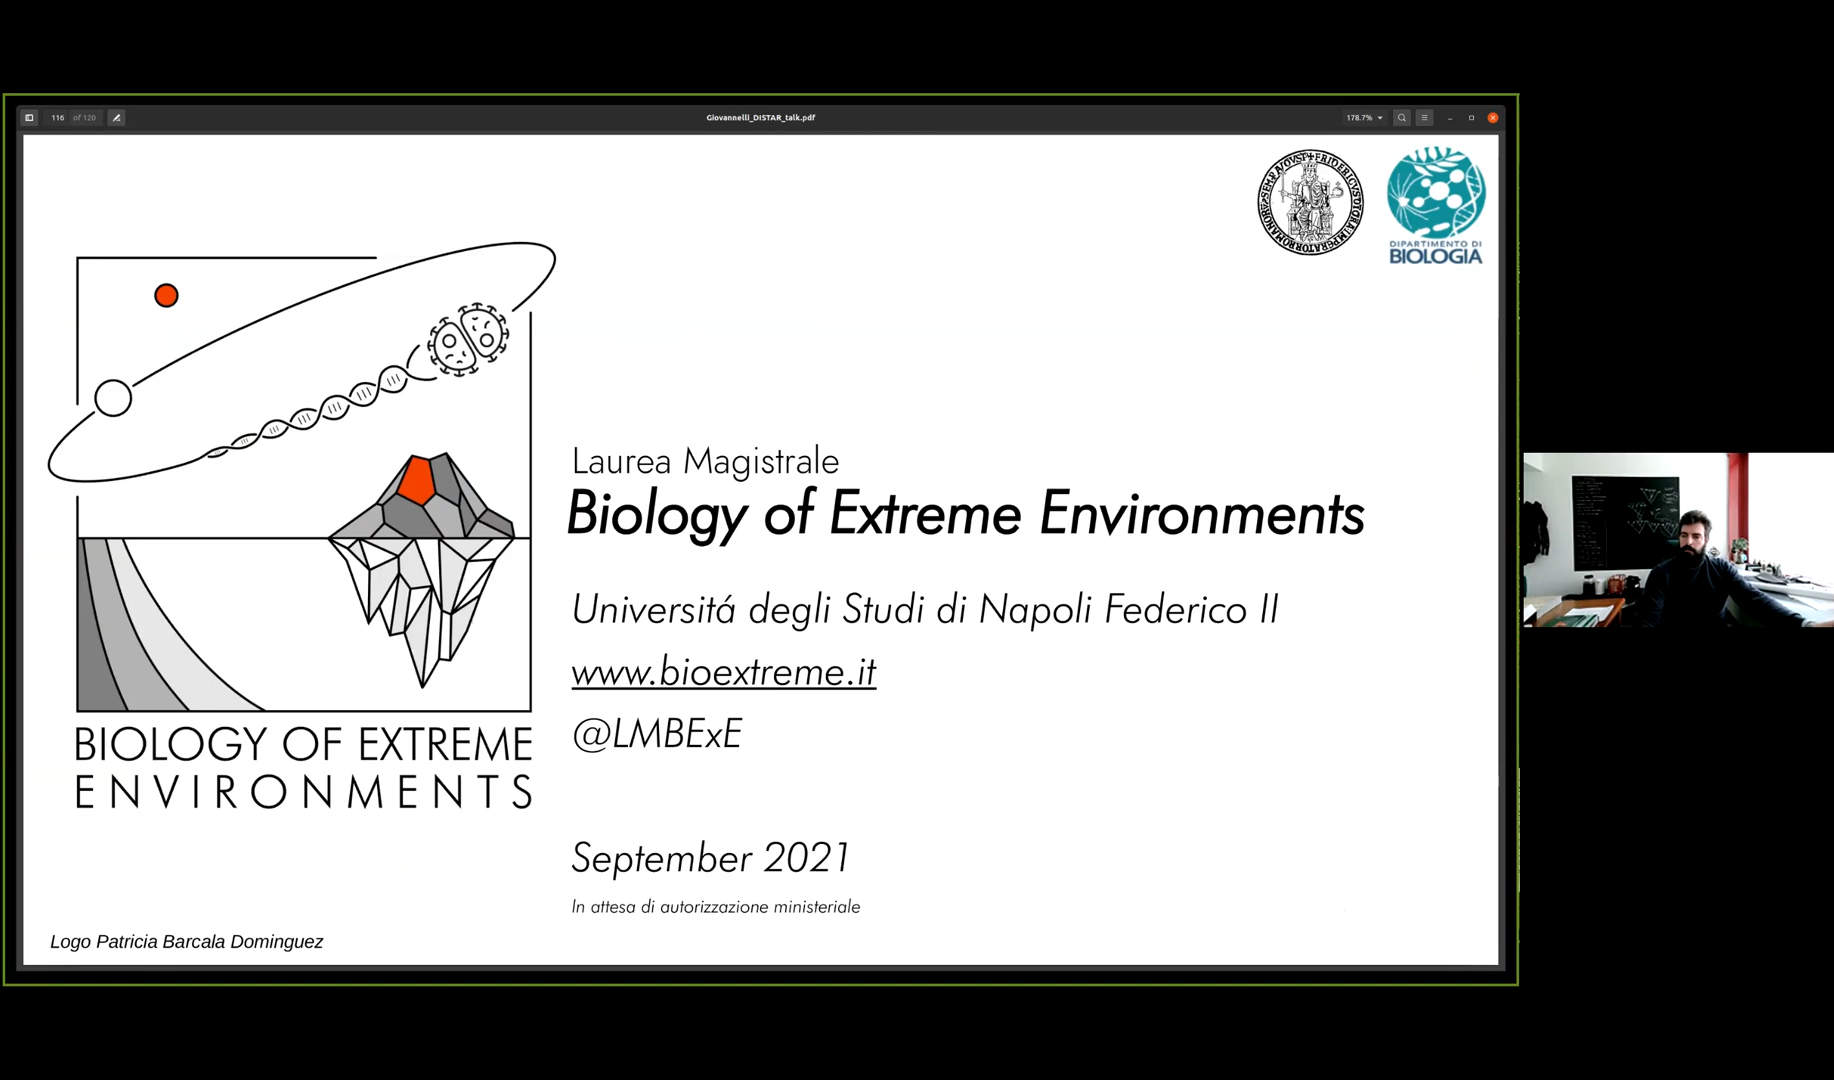 116 of 120
Giovannelli_DISTAR_talk.pdf
178.7%
DIPARTIMENTO DI
BIOLOGIA
Laurea Magistrale
Biology of Extreme Environments
Universitá degli Studi di Napoli Federico II
www.bioextreme.it
@LMBExE
BIOLOGY OF EXTREME
ENVIRONMENTS
September 2021
In attesa di autorizzazione ministeriale
Logo Patricia Barcala Dominguez